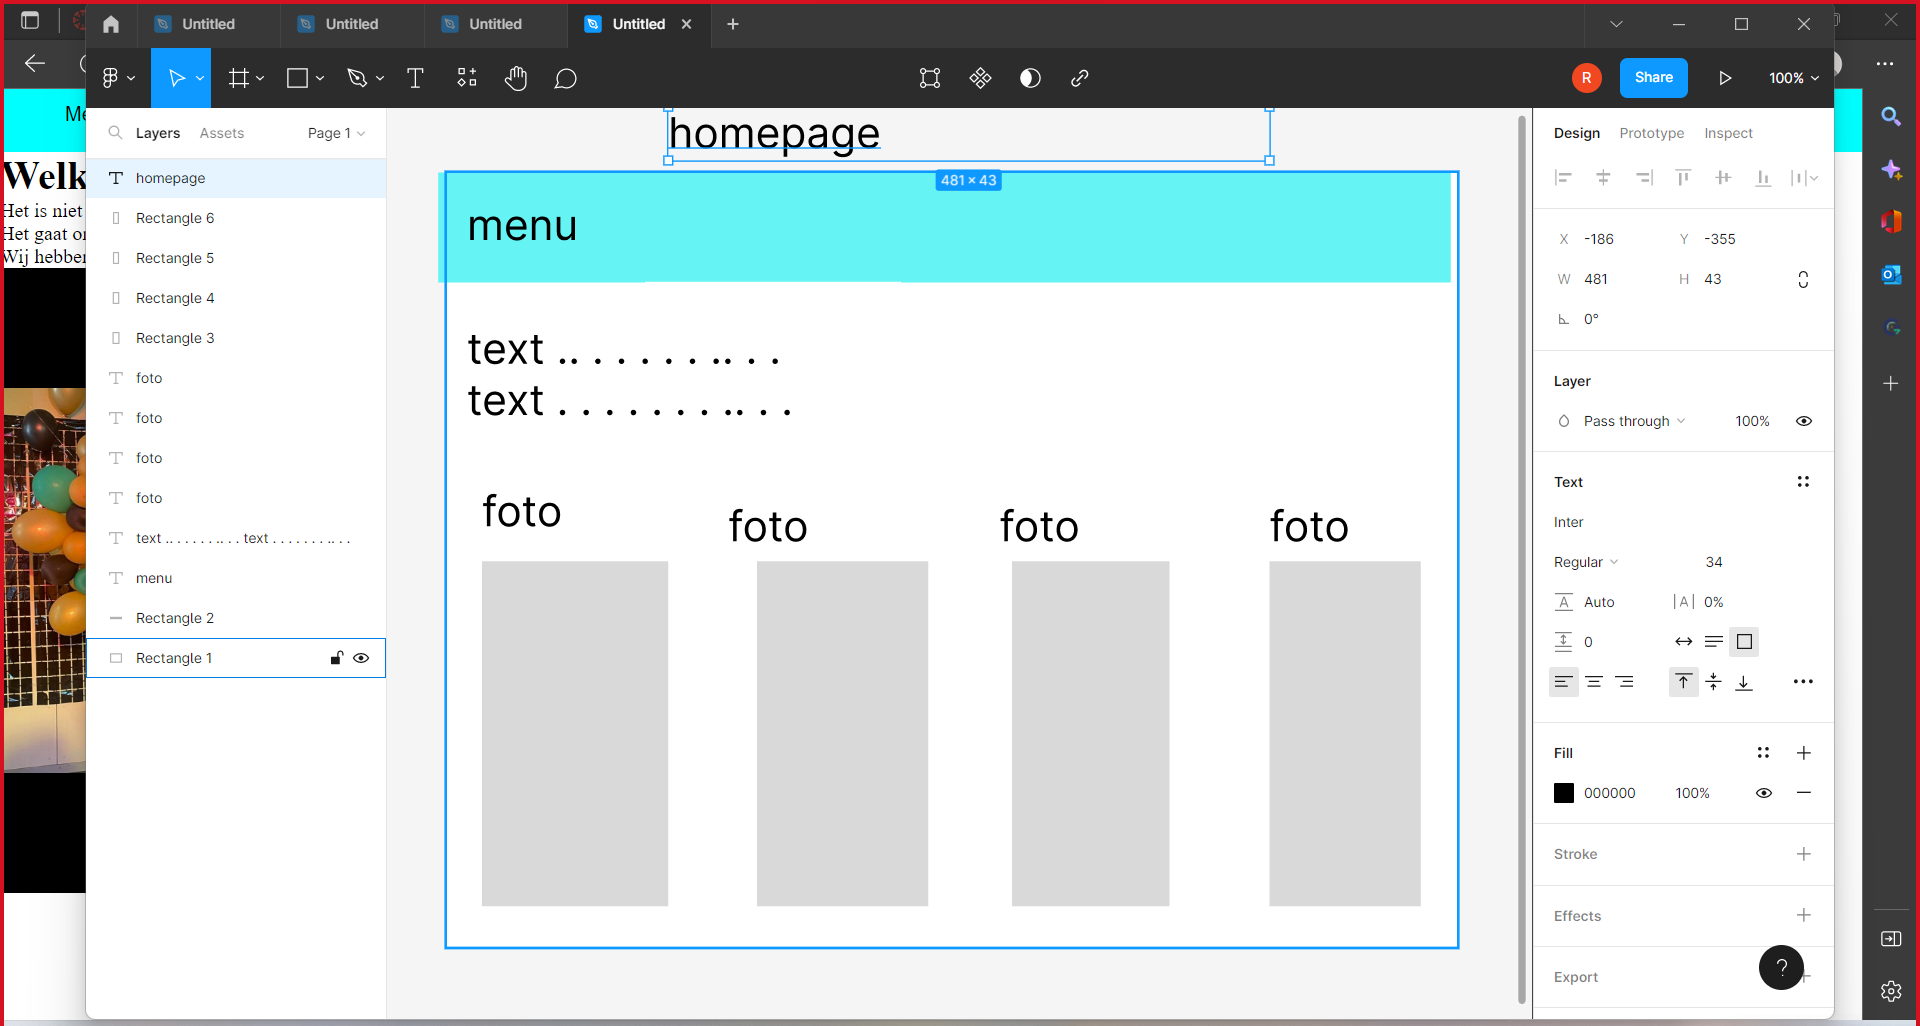 Untitled
Untitled
Untitled
Untitled
R
Share
100%
Me
Welk
Het is niet
Het gaat o
Wij hebben
Layers
Assets
Page 1
homepage
Rectangle 6
Rectangle 5
Rectangle 4
Rectangle 3
foto
foto
foto
foto
text .. . . . . . .. . . text . . . . . . . .. . .
menu
Rectangle 2
Rectangle 1
homepage
481 × 43
menu
text .. . . . . . .. . .
text . . . . . . . .. . .
foto
foto
foto
foto
Design
Prototype
Inspect
X -186
Y -355
W 481
H 43
0°
Layer
Pass through
100%
Text
Inter
Regular
34
A Auto
|A| 0%
0
Fill
000000
100%
Stroke
Effects
Export
?